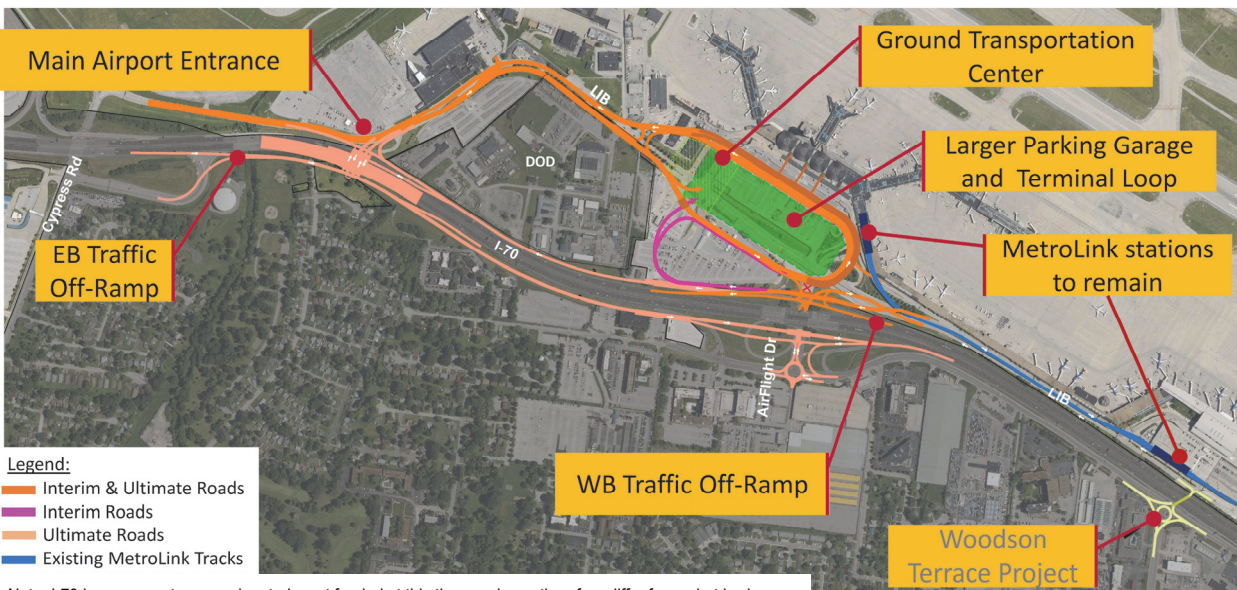 Main Airport Entrance
Ground Transportation
Center
LIB
Larger Parking Garage
and Terminal Loop
DOD
Cypress Rd
MetroLink stations
to remain
EB Traffic
Off-Ramp
I-70
AirFlight Dr
LIB
WB Traffic Off-Ramp
Woodson
Terrace Project
Legend:
Interim & Ultimate Roads
Interim Roads
Ultimate Roads
Existing MetroLink Tracks